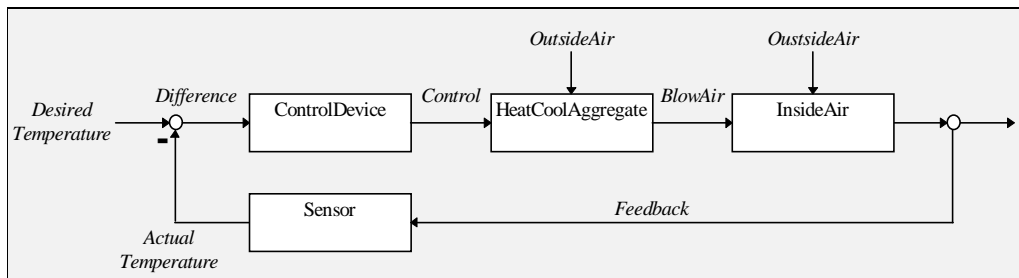 OutsideAir
OustsideAir
Desired
Temperature
Difference
ControlDevice
Control
HeatCoolAggregate
BlowAir
InsideAir
-
Sensor
Feedback
Actual
Temperature